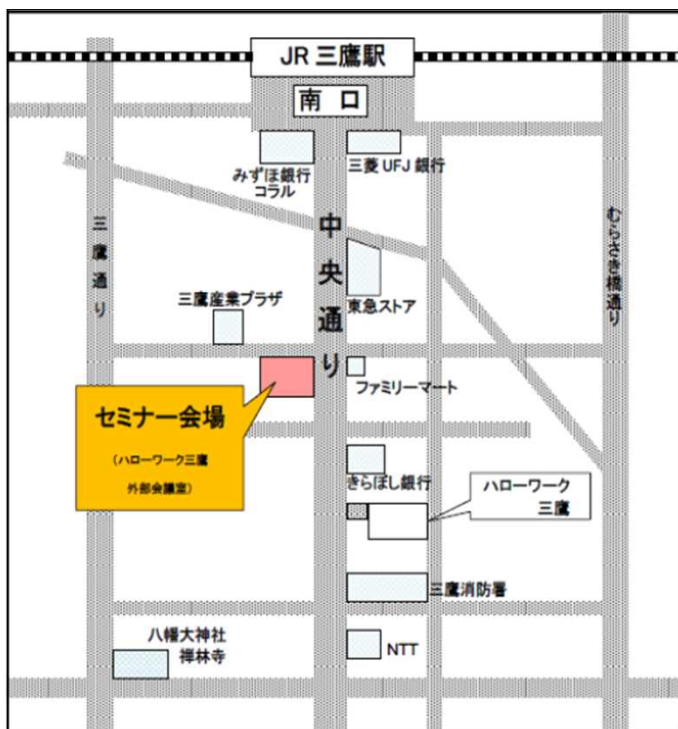 JR 三鷹駅
南 口
みずほ銀行
コラル
三菱 UFJ 銀行
三鷹通り
中央通り
むらさき橋通り
東急ストア
三鷹産業プラザ
ファミリーマート
セミナー会場
(ハローワーク三鷹
外部会議室)
きらぼし銀行
ハローワーク
三鷹
三鷹消防署
八幡大神社
禅林寺
NTT